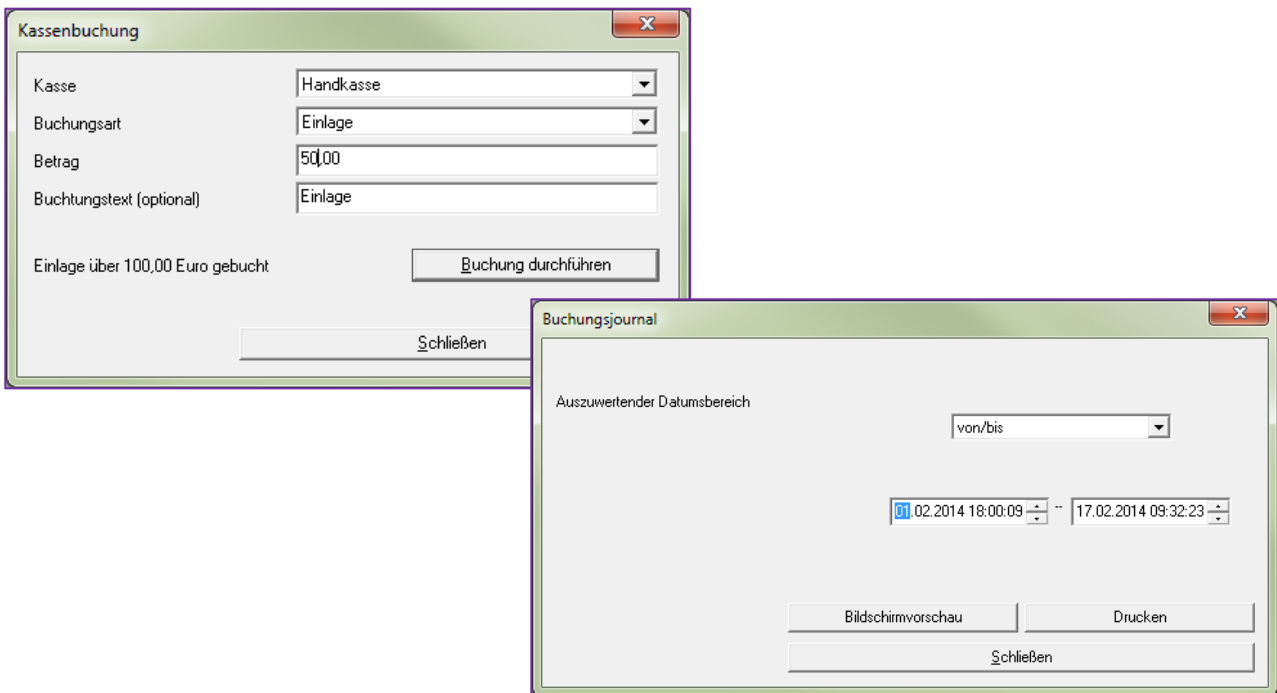 Kassenbuchung
Kasse Handkasse
Buchungsart Einlage
Betrag 50,00
Buchtungstext (optional) Einlage
Einlage über 100,00 Euro gebucht Buchung durchführen
Schließen
Buchungsjournal
Auszuwertender Datumsbereich
von/bis
01.02.2014 18:00:09 -- 17.02.2014 09:32:23
Bildschirmvorschau Drucken
Schließen